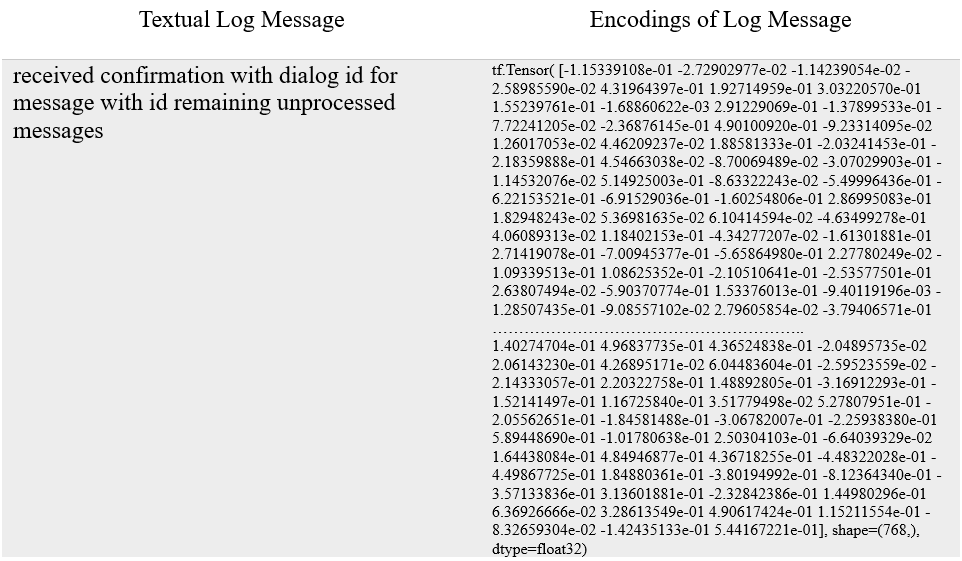 Textual Log Message
Encodings of Log Message
received confirmation with dialog id for
message with id remaining unprocessed
messages
tf.Tensor( [-1.15339108e-01 -2.72902977e-02 -1.14239054e-02 -
2.58985590e-02 4.31964397e-01 1.92714959e-01 3.03220570e-01
1.55239761e-01 -1.68860622e-03 2.91229069e-01 -1.37899533e-01 -
7.72241205e-02 -2.36876145e-01 4.90100920e-01 -9.23314095e-02
1.26017053e-02 4.46209237e-02 1.88581333e-01 -2.03241453e-01 -
2.18359888e-01 4.54663038e-02 -8.70069489e-02 -3.07029903e-01 -
1.14532076e-02 5.14925003e-01 -8.63322243e-02 -5.49996436e-01 -
6.22153521e-01 -6.91529036e-01 -1.60254806e-01 2.86995083e-01
1.82948243e-02 5.36981635e-02 6.10414594e-02 -4.63499278e-01
4.06089313e-02 1.18402153e-01 -4.34277207e-02 -1.61301881e-01
2.71419078e-01 -7.00945377e-01 -5.65864980e-01 2.27780249e-02 -
1.09339513e-01 1.08625352e-01 -2.10510641e-01 -2.53577501e-01
2.63807494e-02 -5.90370774e-01 1.53376013e-01 -9.40119196e-03 -
1.28507435e-01 -9.08557102e-02 2.79605854e-02 -3.79406571e-01
…………………………………………………..
1.40274704e-01 4.96837735e-01 4.36524838e-01 -2.04895735e-02
2.06143230e-01 4.26895171e-02 6.04483604e-01 -2.59523559e-02 -
2.14333057e-01 2.20322758e-01 1.48892805e-01 -3.16912293e-01 -
1.52141497e-01 1.16725840e-01 3.51779498e-02 5.27807951e-01 -
2.05562651e-01 -1.84581488e-01 -3.06782007e-01 -2.25938380e-01
5.89448690e-01 -1.01780638e-01 2.50304103e-01 -6.64039329e-02
1.64438084e-01 4.84946877e-01 4.36718255e-01 -4.48322028e-01 -
4.49867725e-01 1.84880361e-01 -3.80194992e-01 -8.12364340e-01 -
3.57133836e-01 3.13601881e-01 -2.32842386e-01 1.44980296e-01
6.36926666e-02 3.28613549e-01 4.90617424e-01 1.15211554e-01 -
8.32659304e-02 -1.42435133e-01 5.44167221e-01], shape=(768,),
dtype=float32)